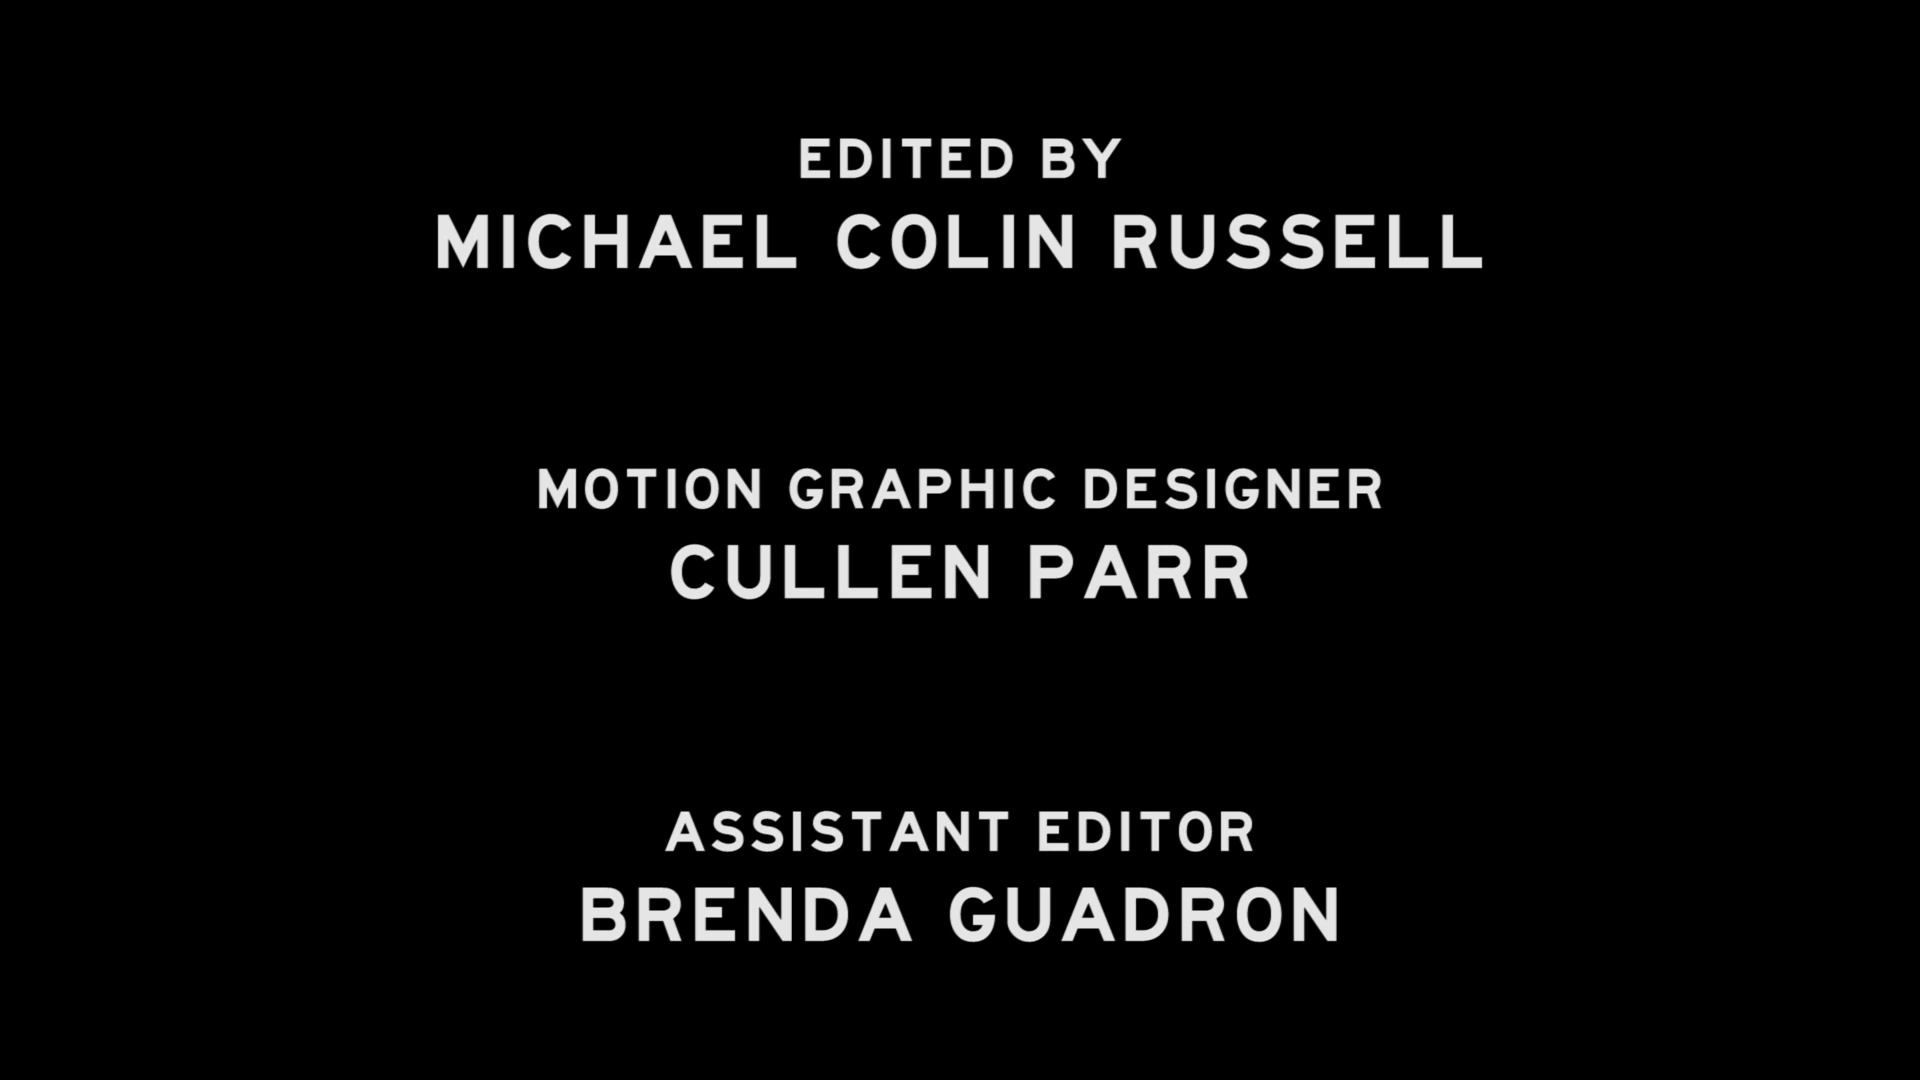 EDITED BY
MICHAEL COLIN RUSSELL
MOTION GRAPHIC DESIGNER
CULLEN PARR
ASSISTANT EDITOR
BRENDA GUADRON